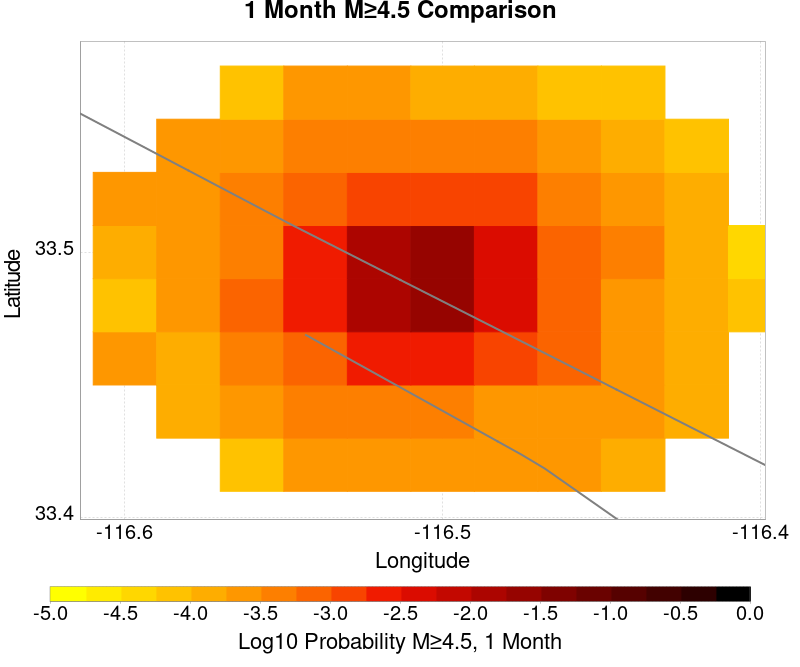 1 Month M≥4.5 Comparison
Latitude
33.5
33.4
-116.6 -116.5 -116.4
Longitude
-5.0 -4.5 -4.0 -3.5 -3.0 -2.5 -2.0 -1.5 -1.0 -0.5 0.0
Log10 Probability M≥4.5, 1 Month